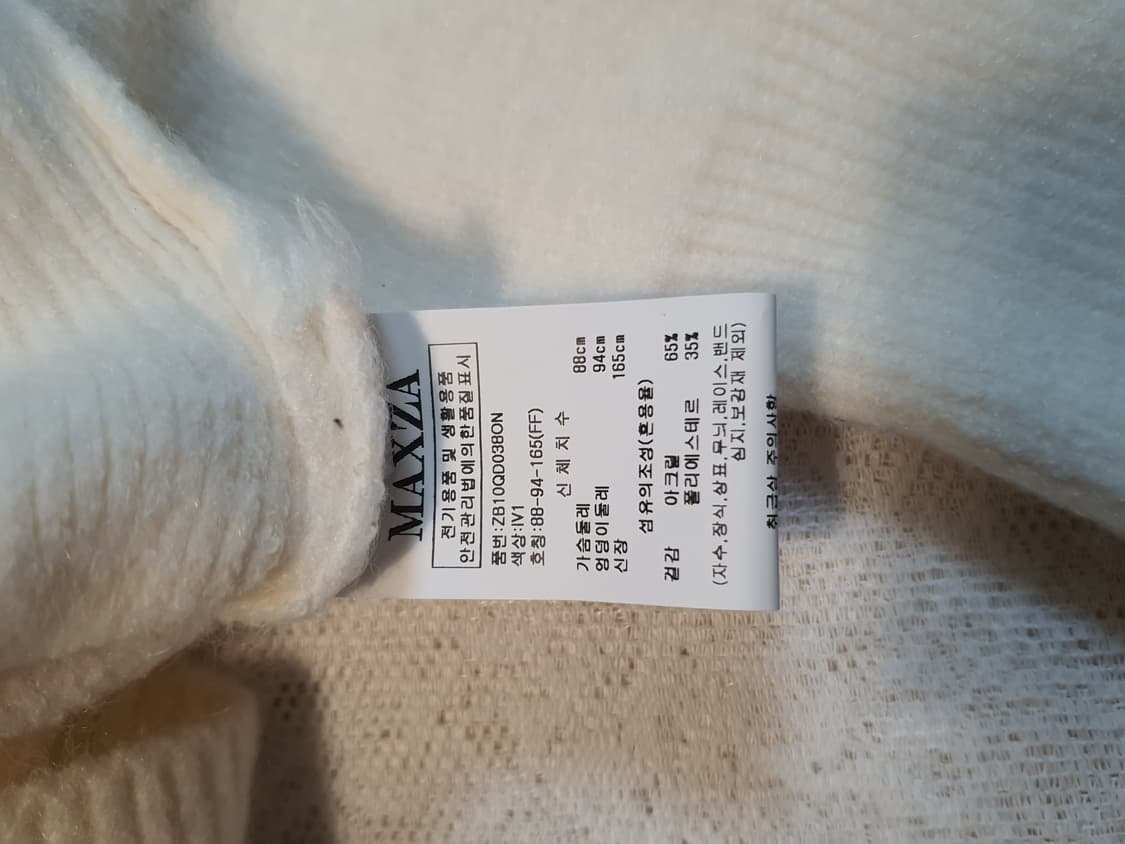 MAXZZA
전기용품 및 생활용품
안전관리법에의한품질표시
품번:ZB10QD03BON
색상:IV1
호칭:88-94-165(FF)
신 체 치 수
가슴둘레 88cm
엉덩이둘레 94cm
신장 165cm
섬유의조성(혼용율)
겉감 아크릴 65%
폴리에스테르 35%
(자수,장식,상표,무늬,레이스,밴드
심지,보강재 제외)
취급상 주의사항